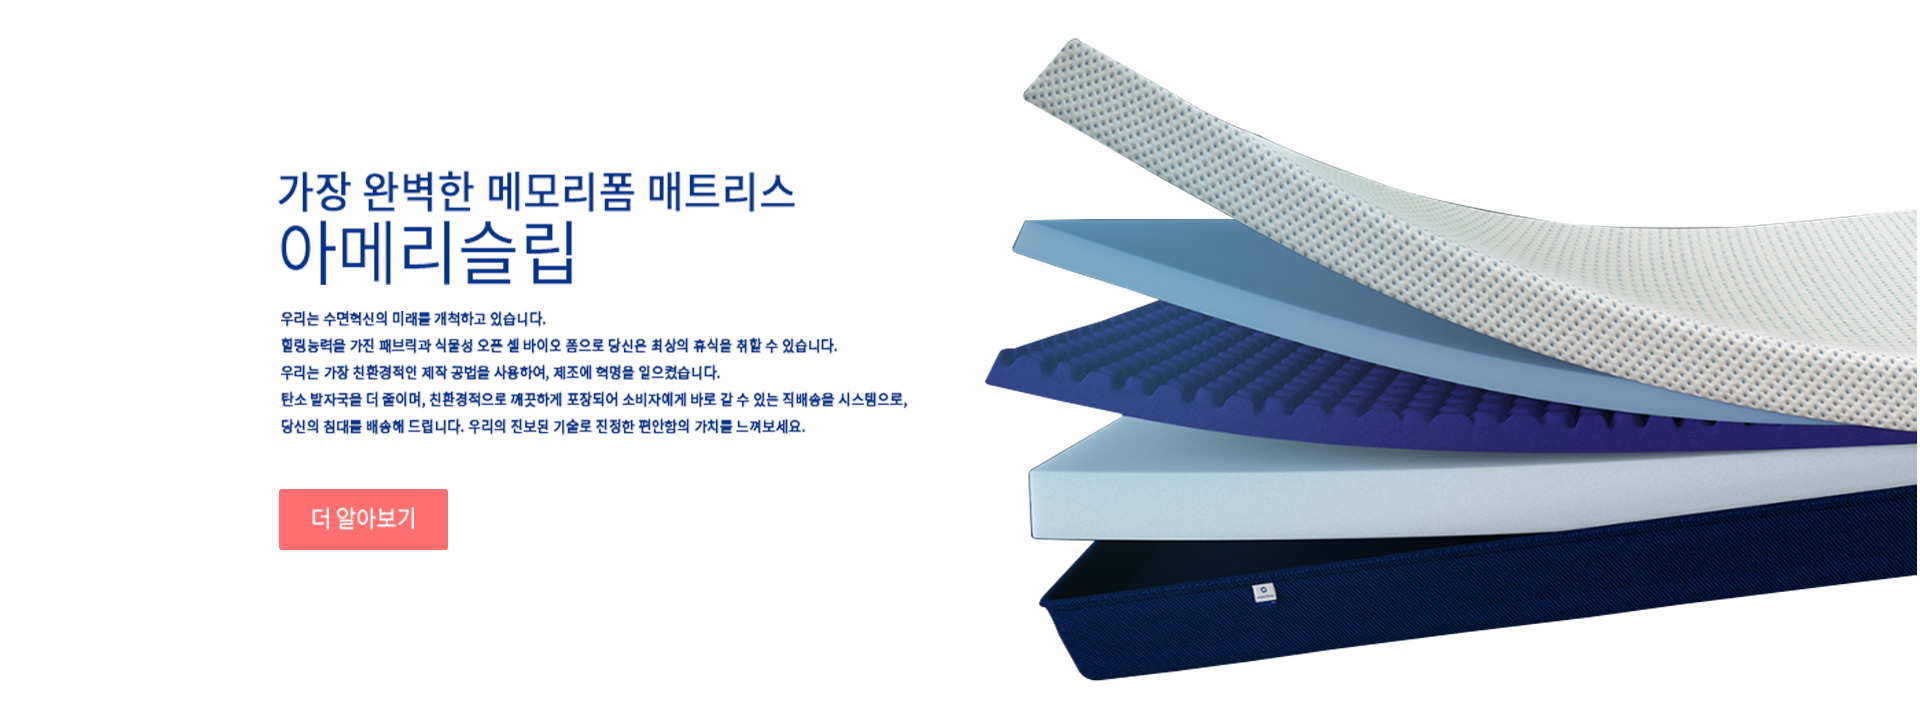 가장 완벽한 메모리폼 매트리스
아메리슬립
우리는 수면혁신의 미래를 개척하고 있습니다.
힐링능력을 가진 패브릭과 식물성 오픈 셀 바이오 폼으로 당신은 최상의 휴식을 취할 수 있습니다.
우리는 가장 친환경적인 제작 공법을 사용하여, 제조에 혁명을 일으켰습니다.
탄소 발자국을 더 줄이며, 친환경적으로 깨끗하게 포장되어 소비자에게 바로 갈 수 있는 직배송을 시스템으로,
당신의 침대를 배송해 드립니다. 우리의 진보된 기술로 진정한 편안함의 가치를 느껴보세요.
더 알아보기